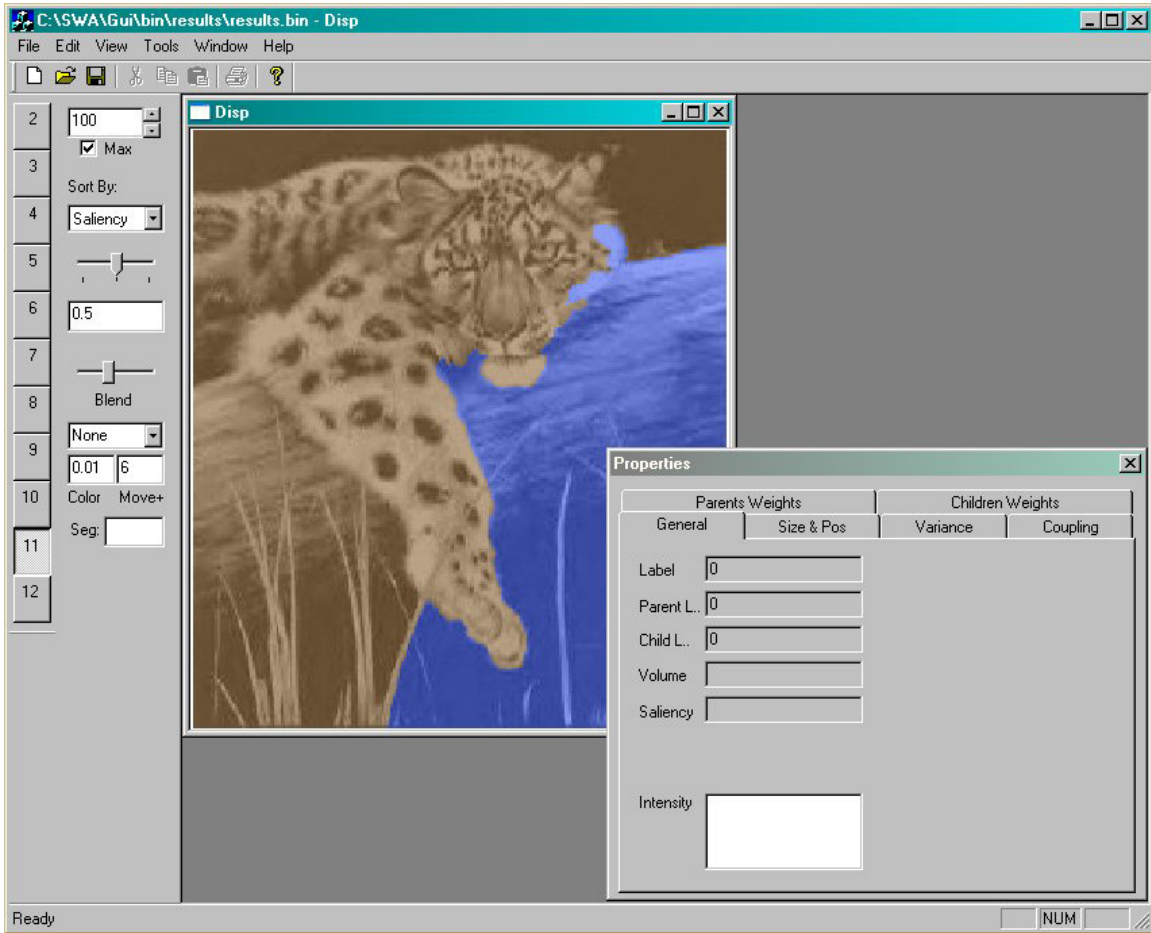 C:\SWA\Gui\bin\results\results.bin - Disp
File Edit View Tools Window Help
2
3
4
5
6
7
8
9
10
11
12
100
Max
Sort By:
Saliency
0.5
Blend
None
0.01 6
Color Move+
Seg:
Disp
Properties
Parents Weights Children Weights
General Size & Pos Variance Coupling
Label 0
Parent L.. 0
Child L.. 0
Volume
Saliency
Intensity
Ready NUM